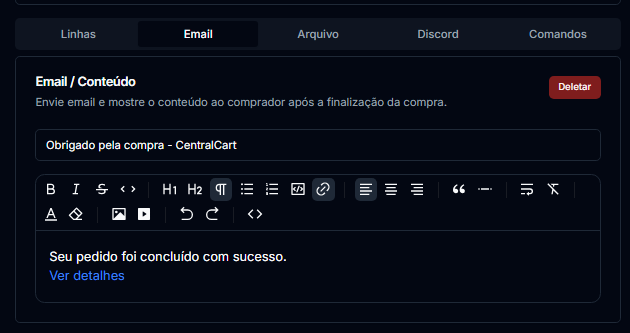 Linhas
Email
Arquivo
Discord
Comandos
Email / Conteúdo
Deletar
Envie email e mostre o conteúdo ao comprador após a finalização da compra.
Obrigado pela compra - CentralCart
B I S H1 H2
A
Seu pedido foi concluído com sucesso.
Ver detalhes